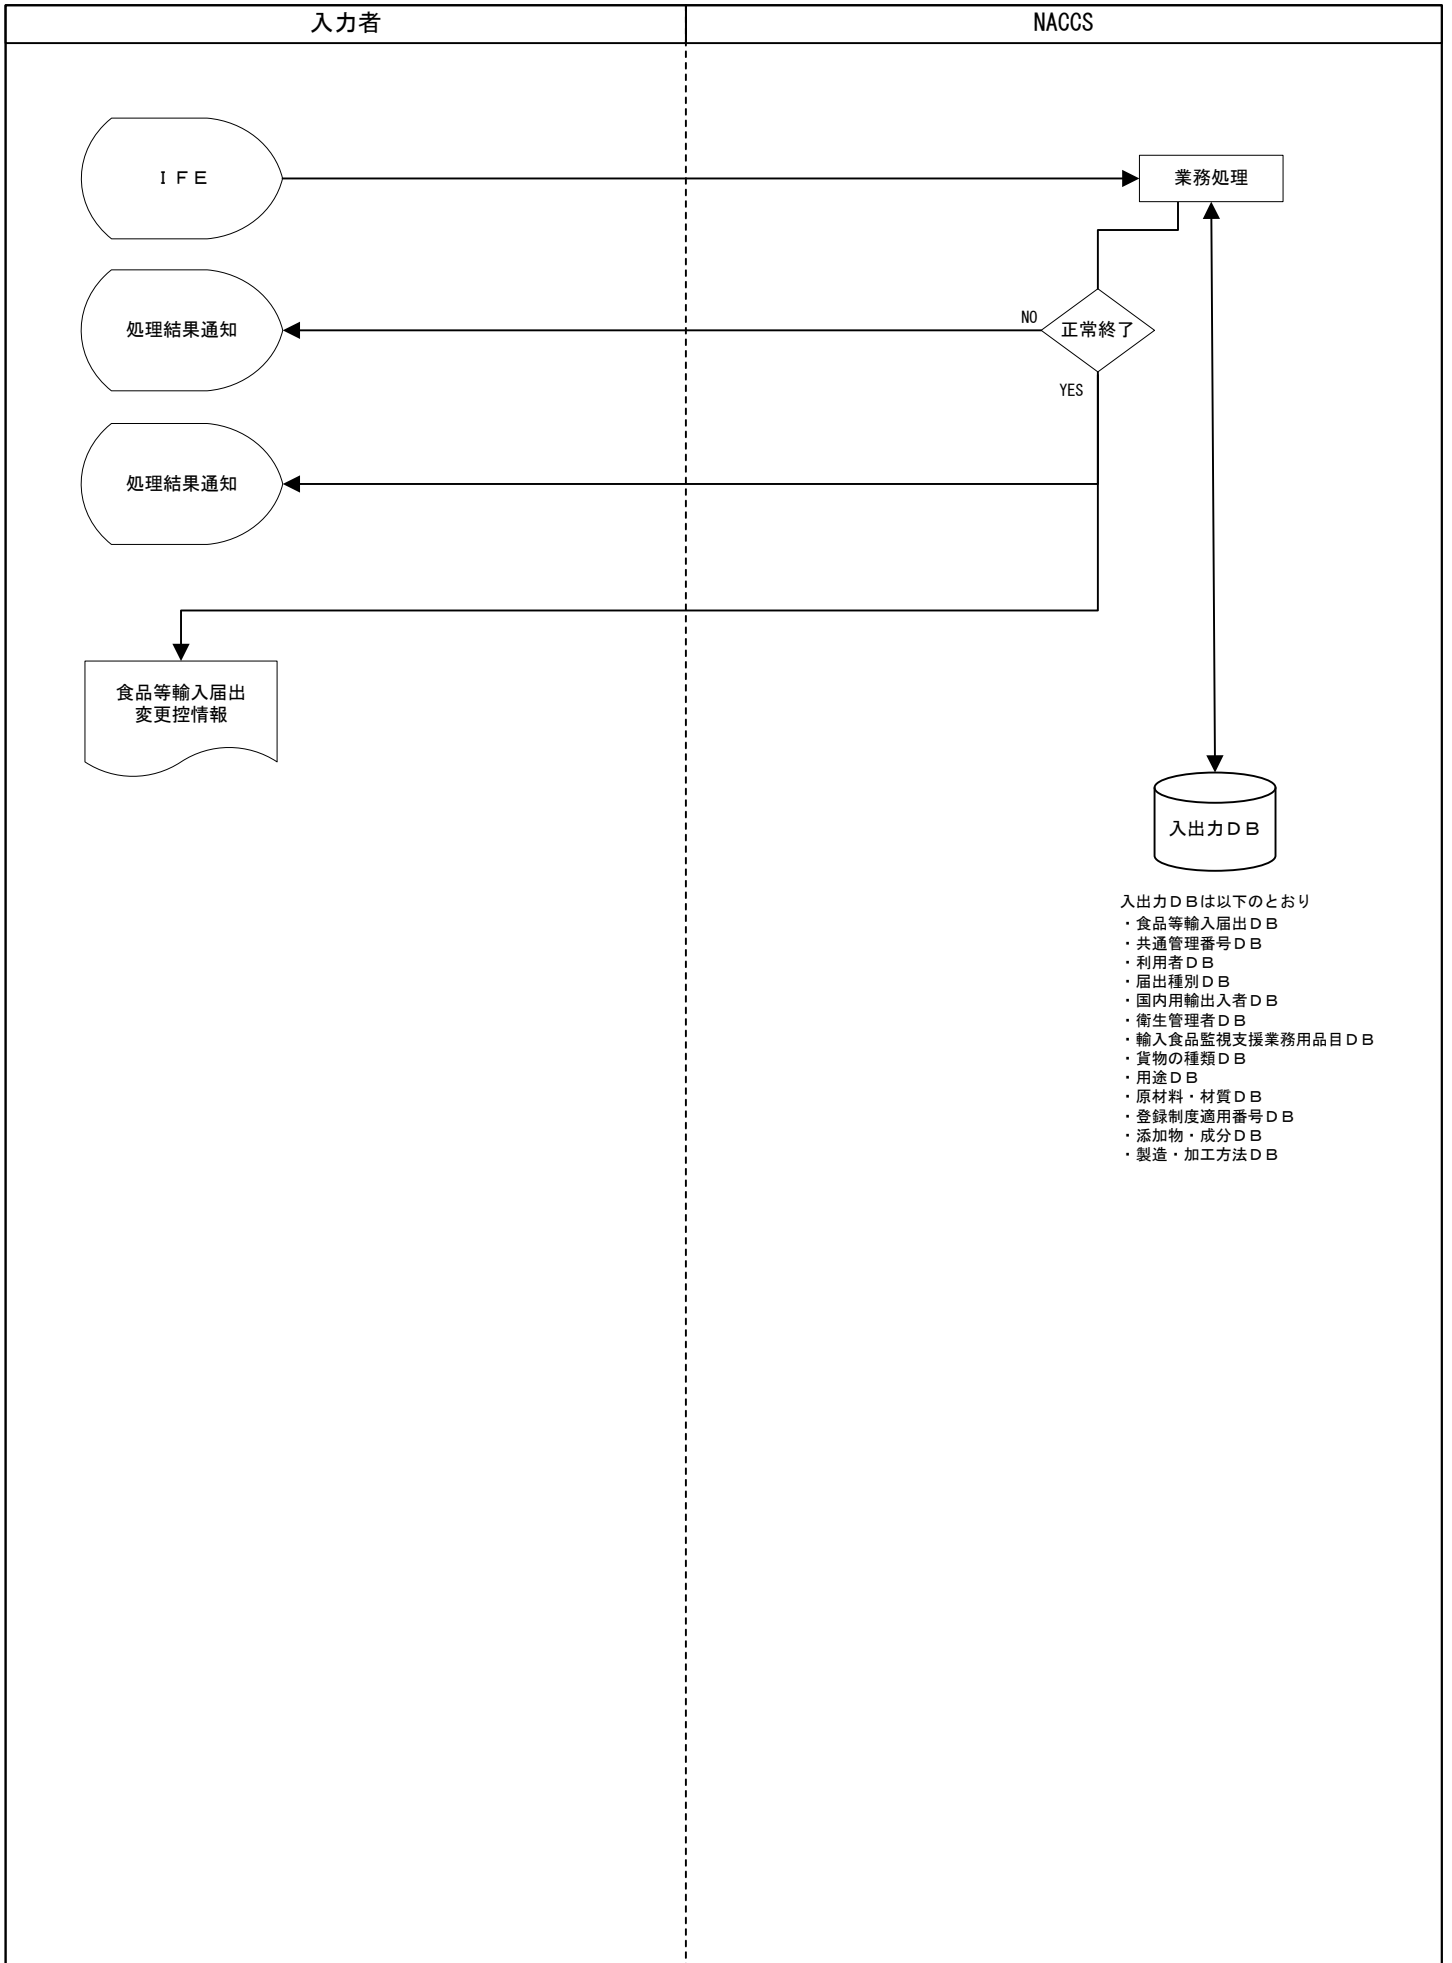 入力者
NACCS
ＩＦＥ
業務処理
処理結果通知
NO
正常終了
YES
処理結果通知
食品等輸入届出
変更控情報
入出力ＤＢ
入出力ＤＢは以下のとおり
・食品等輸入届出ＤＢ
・共通管理番号ＤＢ
・利用者ＤＢ
・届出種別ＤＢ
・国内用輸出入者ＤＢ
・衛生管理者ＤＢ
・輸入食品監視支援業務用品目ＤＢ
・貨物の種類ＤＢ
・用途ＤＢ
・原材料・材質ＤＢ
・登録制度適用番号ＤＢ
・添加物・成分ＤＢ
・製造・加工方法ＤＢ